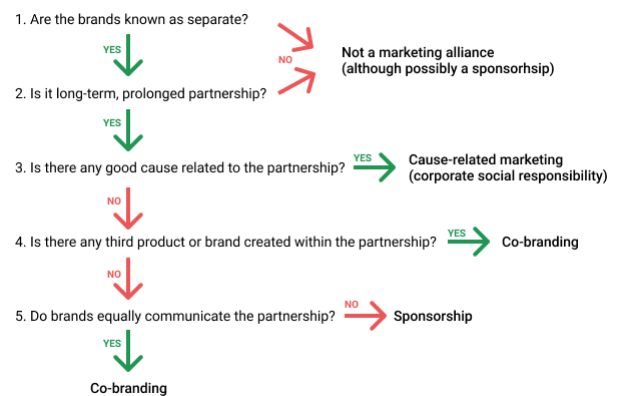 1. Are the brands known as separate?
YES
NO
Not a marketing alliance
(although possibly a sponsorhsip)
2. Is it long-term, prolonged partnership?
YES
3. Is there any good cause related to the partnership?
YES
Cause-related marketing
(corporate social responsibility)
NO
4. Is there any third product or brand created within the partnership?
YES
Co-branding
NO
5. Do brands equally communicate the partnership?
NO
Sponsorship
YES
Co-branding